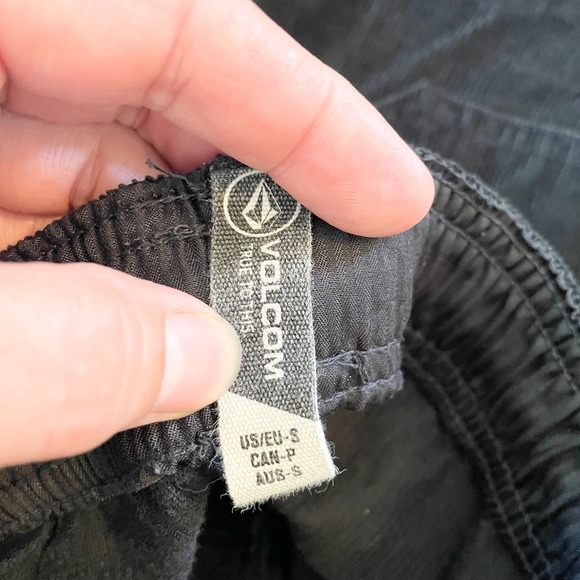 VOLCOM
TRUE TO THIS
US/EU-S
CAN-P
AUS-S